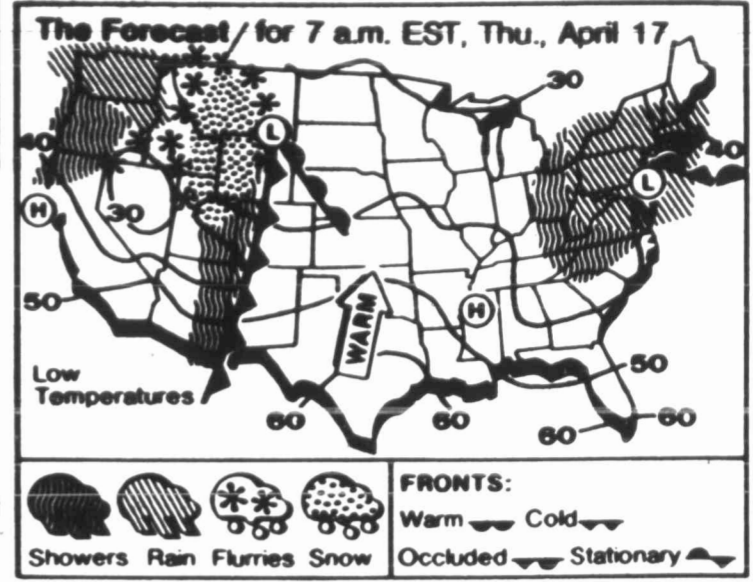 The Forecast for 7 a.m. EST, Thu., April 17
30
40
L
40
L
H
30
50
H
WARM
Low
Temperatures
50
60
60
60
60
Showers Rain Flurries Snow
FRONTS:
Warm Cold
Occluded Stationary